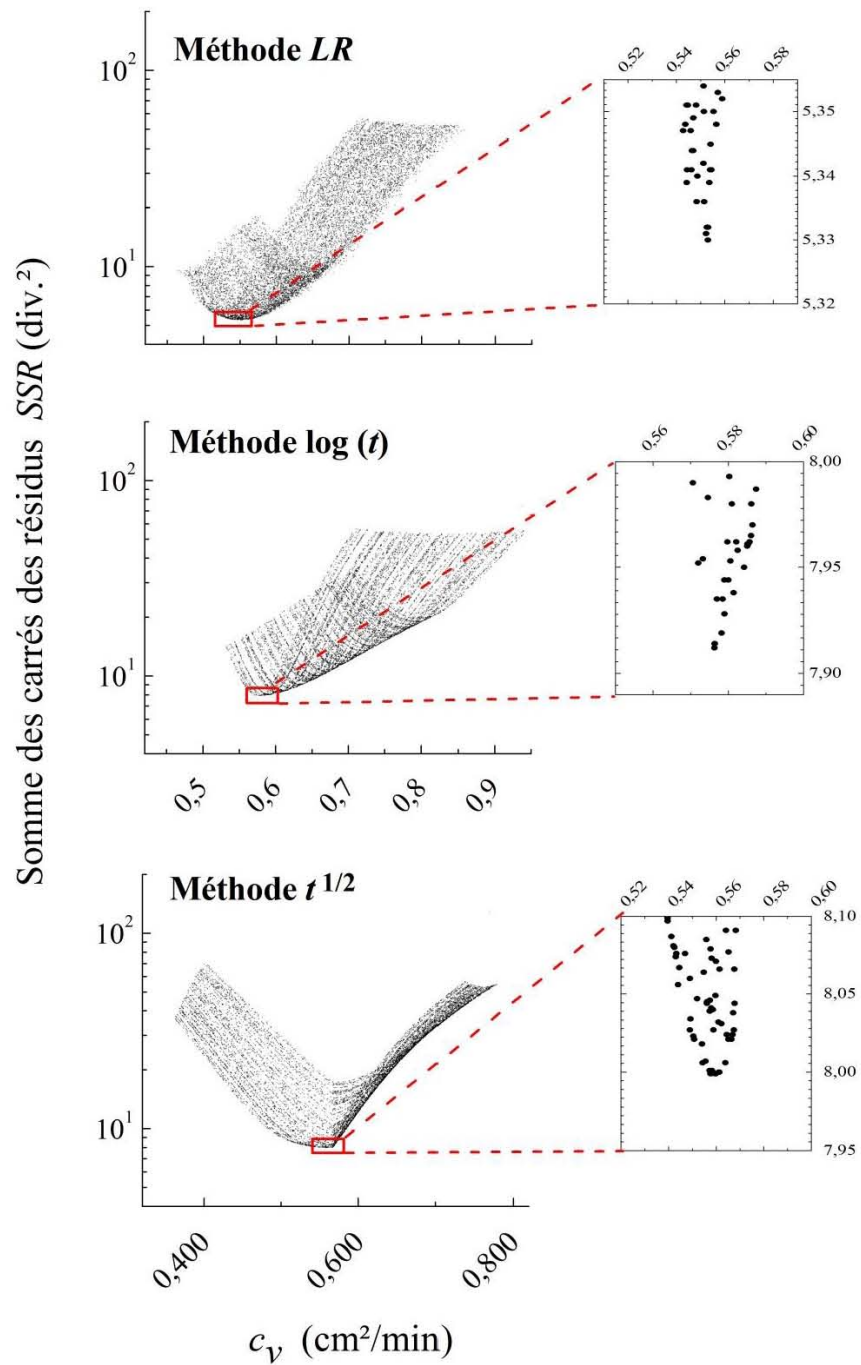 Somme des carrés des résidus SSR (div.²)
Méthode LR
10²
10¹
0,52 0,54 0,56 0,58
5,35
5,34
5,33
5,32
Méthode log (t)
10²
10¹
0,5 0,6 0,7 0,8 0,9
0,56 0,58 0,60
8,00
7,95
7,90
Méthode t 1/2
10²
10¹
0,400 0,600 0,800
0,52 0,54 0,56 0,58 0,60
8,10
8,05
8,00
7,95
cᵥ (cm²/min)